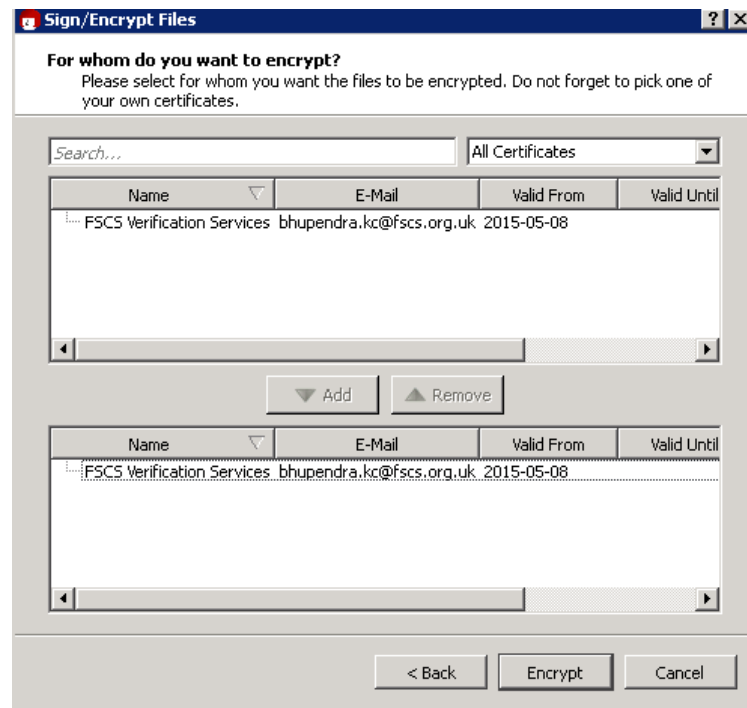 Sign/Encrypt Files
For whom do you want to encrypt?
Please select for whom you want the files to be encrypted. Do not forget to pick one of
your own certificates.
Search...
All Certificates
Name E-Mail Valid From Valid Until
FSCS Verification Services bhupendra.kc@fscs.org.uk 2015-05-08
Add Remove
Name E-Mail Valid From Valid Until
FSCS Verification Services bhupendra.kc@fscs.org.uk 2015-05-08
< Back Encrypt Cancel